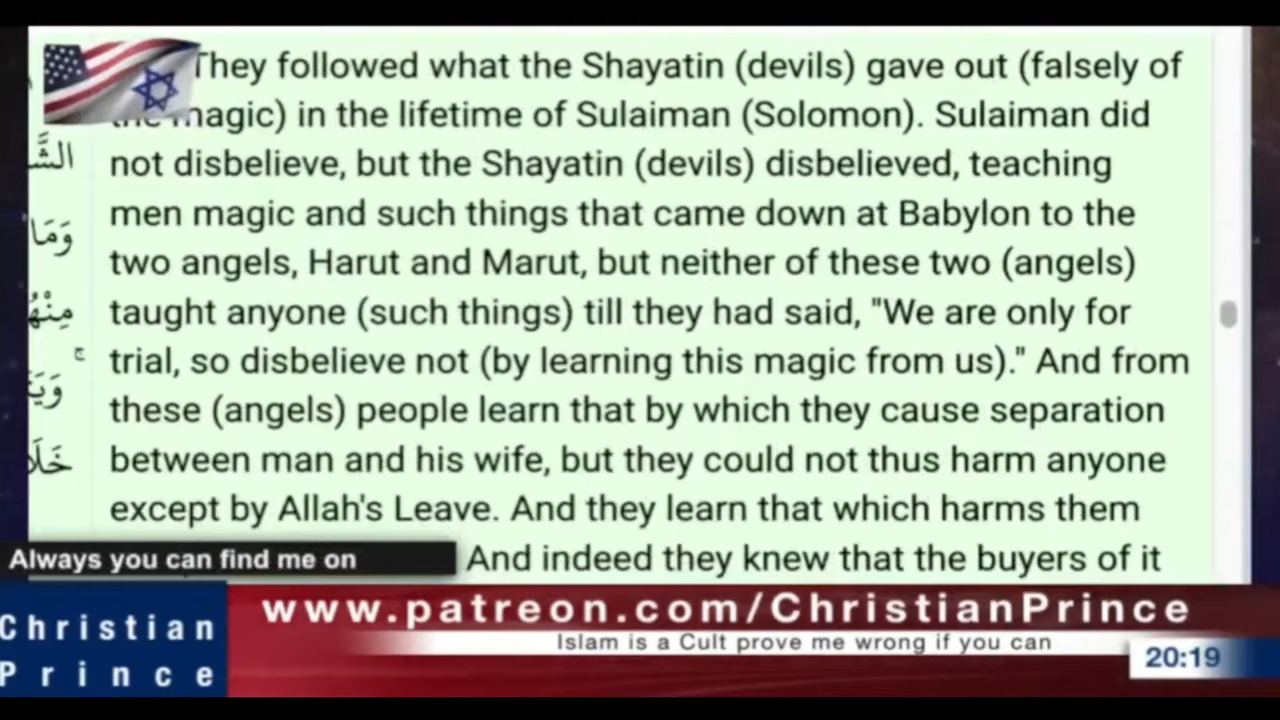 They followed what the Shayatin (devils) gave out (falsely of
the magic) in the lifetime of Sulaiman (Solomon). Sulaiman did
not disbelieve, but the Shayatin (devils) disbelieved, teaching
men magic and such things that came down at Babylon to the
two angels, Harut and Marut, but neither of these two (angels)
taught anyone (such things) till they had said, "We are only for
trial, so disbelieve not (by learning this magic from us)." And from
these (angels) people learn that by which they cause separation
between man and his wife, but they could not thus harm anyone
except by Allah's Leave. And they learn that which harms them
And indeed they knew that the buyers of it
وَمَا
Always you can find me on
www.patreon.com/ChristianPrince
Islam is a Cult prove me wrong if you can
Christian
Prince
20:19